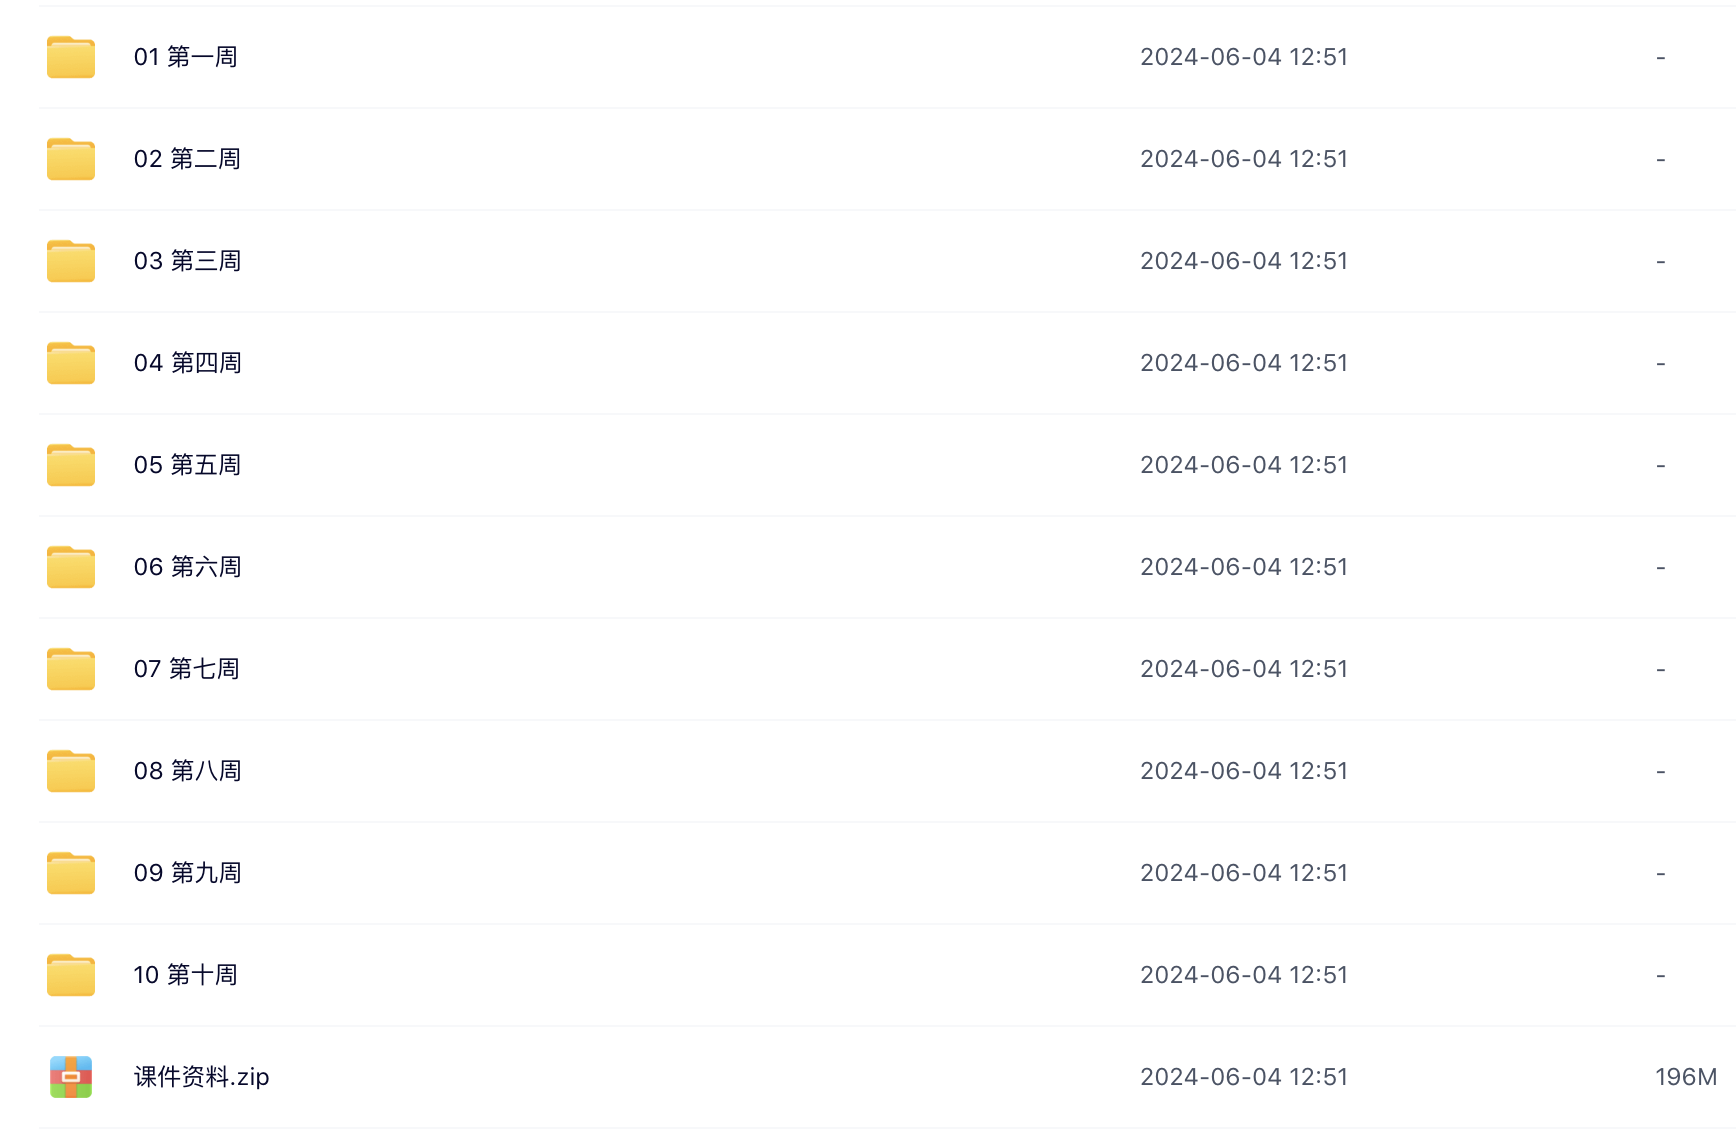 01 第一周 2024-06-04 12:51 -
02 第二周 2024-06-04 12:51 -
03 第三周 2024-06-04 12:51 -
04 第四周 2024-06-04 12:51 -
05 第五周 2024-06-04 12:51 -
06 第六周 2024-06-04 12:51 -
07 第七周 2024-06-04 12:51 -
08 第八周 2024-06-04 12:51 -
09 第九周 2024-06-04 12:51 -
10 第十周 2024-06-04 12:51 -
课件资料.zip 2024-06-04 12:51 196M